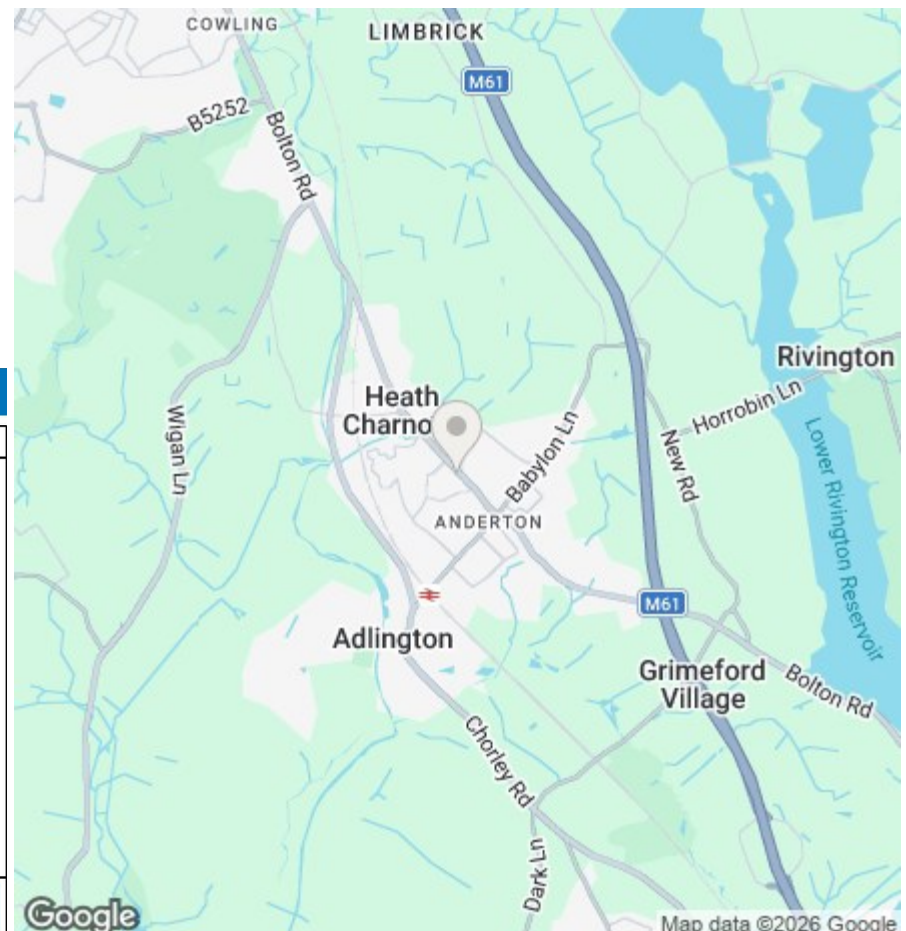 COWLING
LIMBRICK
M61
B5252
Bolton Rd
Rivington
Heath
Charno
Horrobin Ln
Wigan Ln
Babylon Ln
New Rd
Lower Rivington Reservoir
ANDERTON
M61
Adlington
Grimeford
Village
Bolton Rd
Chorley Rd
Dark Ln
Google
Map data ©2026 Google